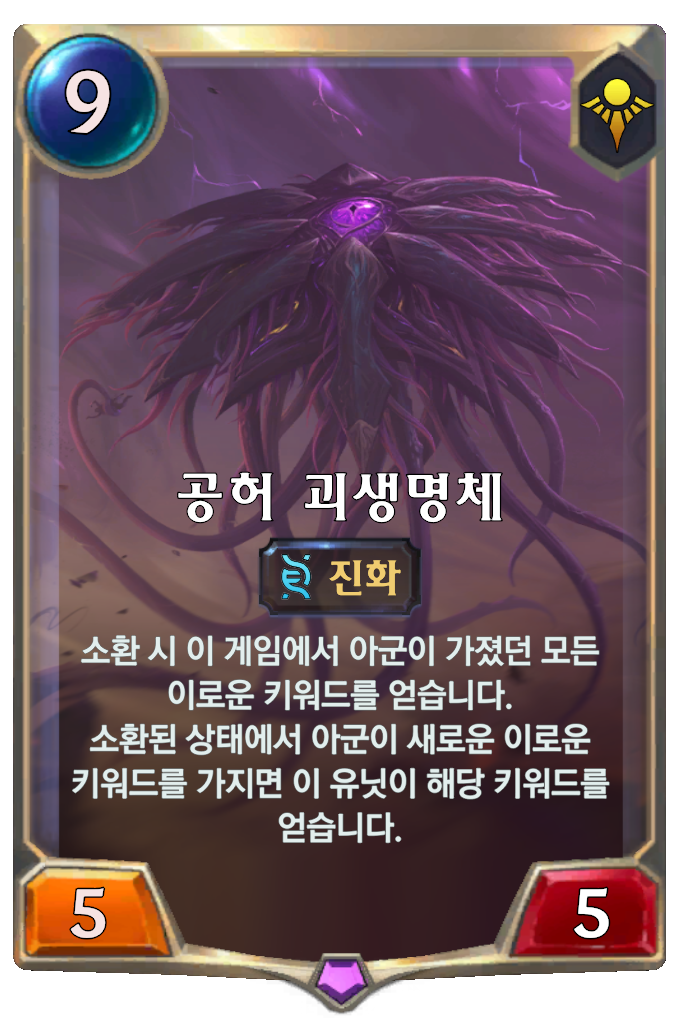 9
공허 괴생명체
진화
소환 시 이 게임에서 아군이 가졌던 모든
이로운 키워드를 얻습니다.
소환된 상태에서 아군이 새로운 이로운
키워드를 가지면 이 유닛이 해당 키워드를
얻습니다.
5
5